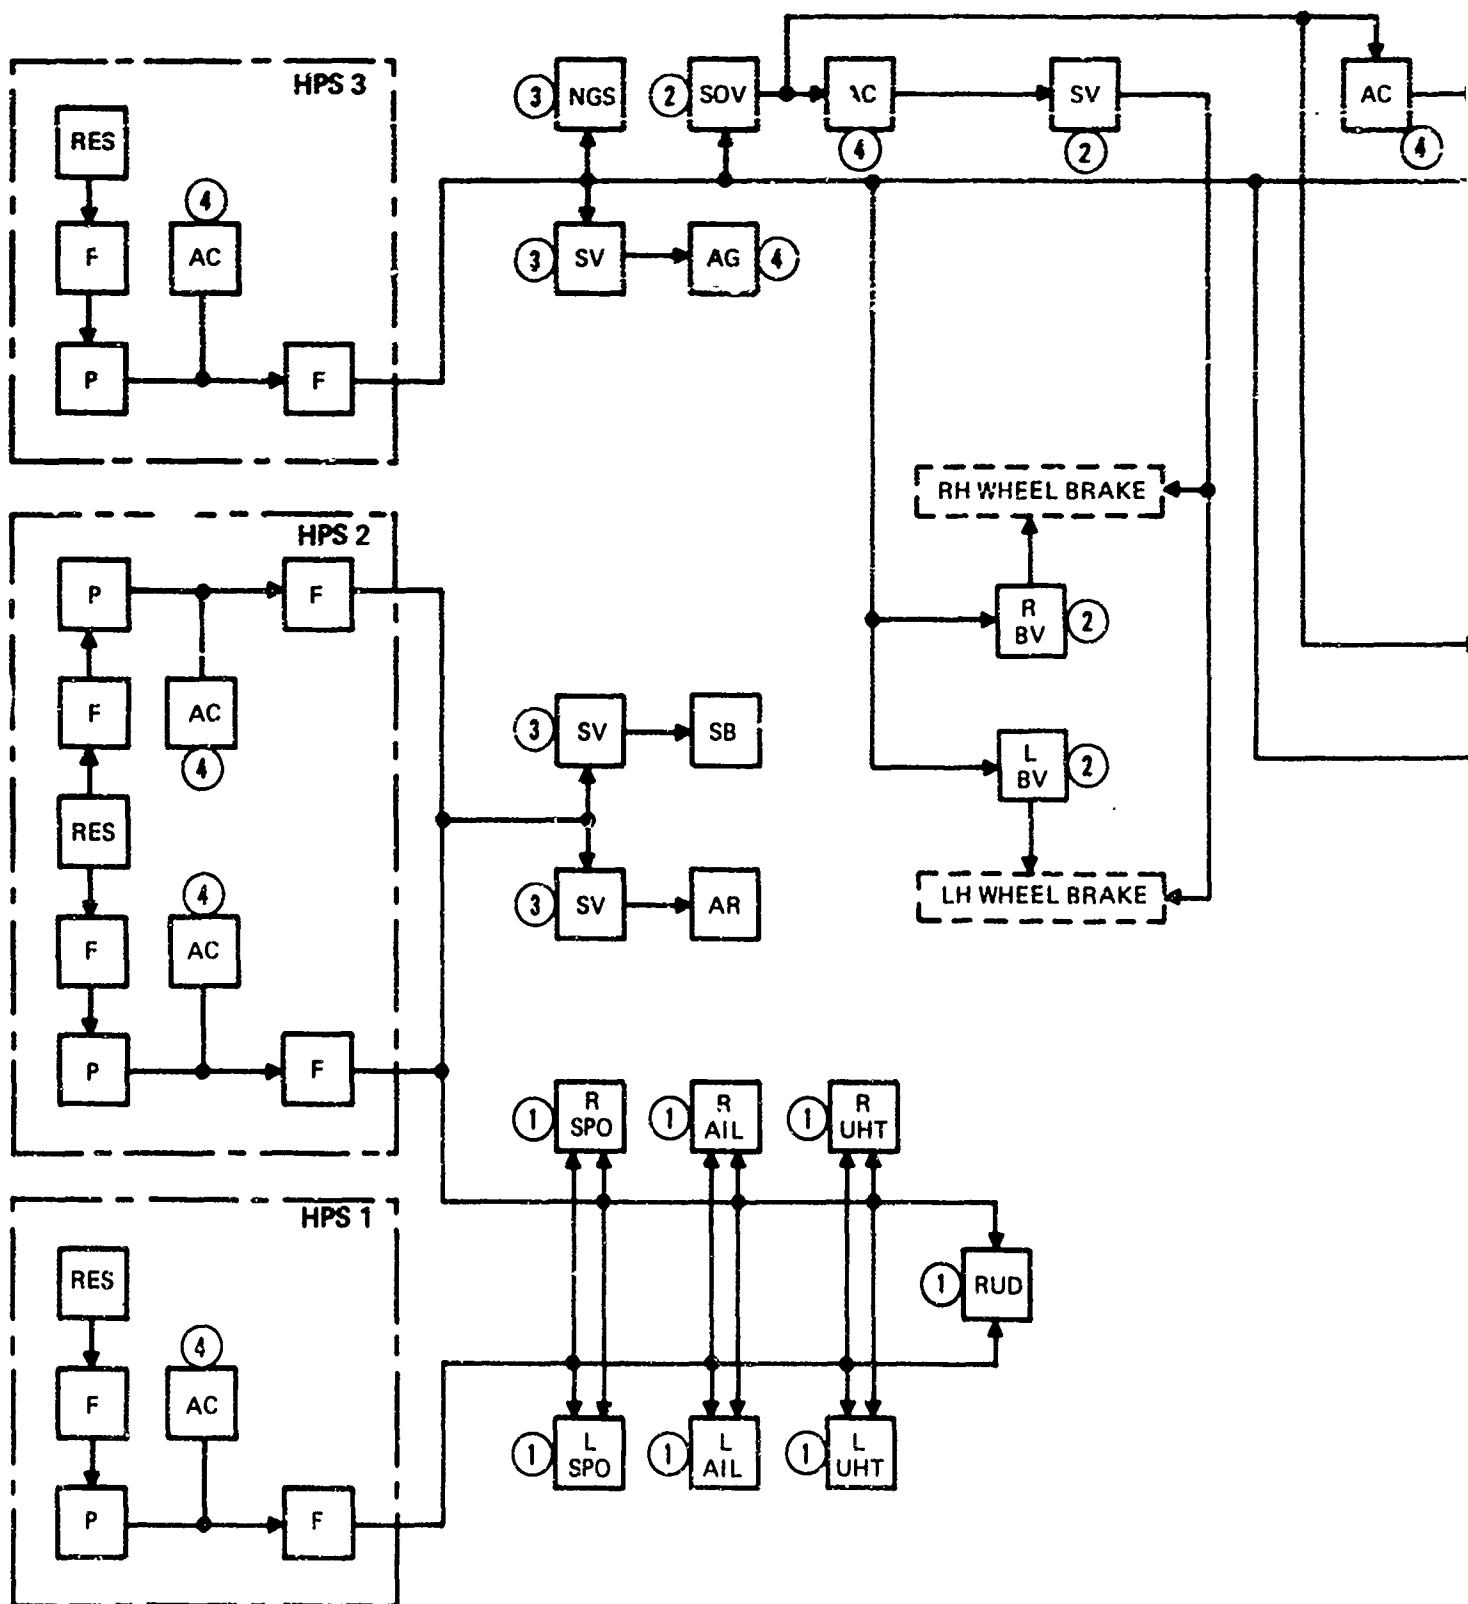 HPS 3
RES
4
F
AC
P
F
3
NGS
2
SOV
AC
4
SV
2
AC
4
3
SV
AG
4
RH WHEEL BRAKE
R
BV
2
L
BV
2
LH WHEEL BRAKE
HPS 2
P
F
F
AC
4
RES
4
F
AC
P
F
3
SV
SB
3
SV
AR
1
R
SPO
1
R
AIL
1
R
UHT
1
RUD
1
L
SPO
1
L
AIL
1
L
UHT
HPS 1
RES
4
F
AC
P
F